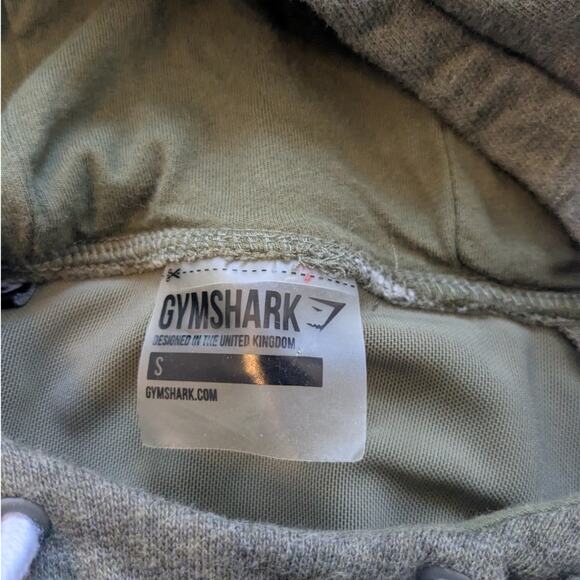 GYMSHARK
DESIGNED IN THE UNITED KINGDOM
S
GYMSHARK.COM